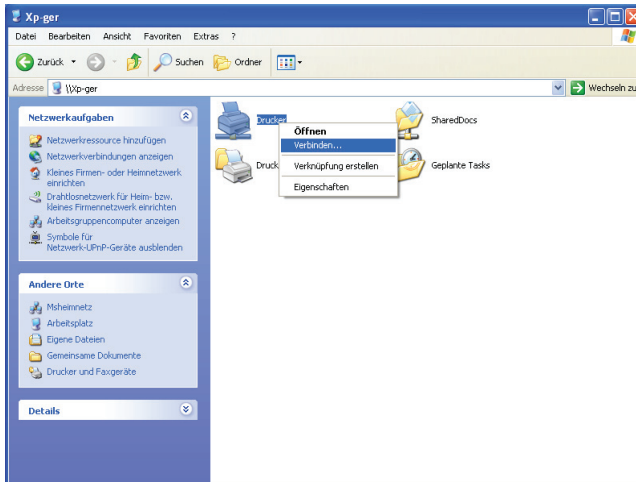 Xp-ger
Datei Bearbeiten Ansicht Favoriten Extras ?
Zurück Suchen Ordner
Adresse \\Xp-ger Wechseln zu
Netzwerkaufgaben
Netzwerkressource hinzufügen
Netzwerkverbindungen anzeigen
Kleines Firmen- oder Heimnetzwerk
einrichten
Drahtlosnetzwerk für Heim- bzw.
kleines Firmennetzwerk einrichten
Arbeitsgruppencomputer anzeigen
Symbole für
Netzwerk-UPnP-Geräte ausblenden
Andere Orte
Msheimnetz
Arbeitsplatz
Eigene Dateien
Gemeinsame Dokumente
Drucker und Faxgeräte
Details
Drucker
SharedDocs
Druck
Geplante Tasks
Öffnen
Verbinden...
Verknüpfung erstellen
Eigenschaften